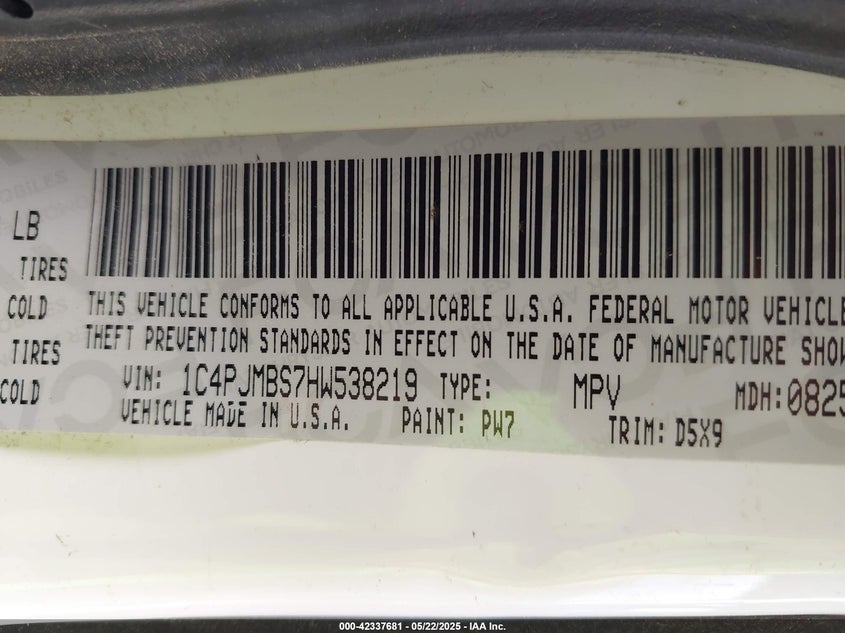 LB
TIRES
COLD
TIRES
COLD
THIS VEHICLE CONFORMS TO ALL APPLICABLE U.S.A. FEDERAL MOTOR VEHICLE
THEFT PREVENTION STANDARDS IN EFFECT ON THE DATE OF MANUFACTURE SHOW
VIN: 1C4PJMBS7HW538219 TYPE: MPV MDH: 0825
VEHICLE MADE IN U.S.A. PAINT: PW7 TRIM: D5X9
000-42337681 - 05/22/2025 - IAA Inc.